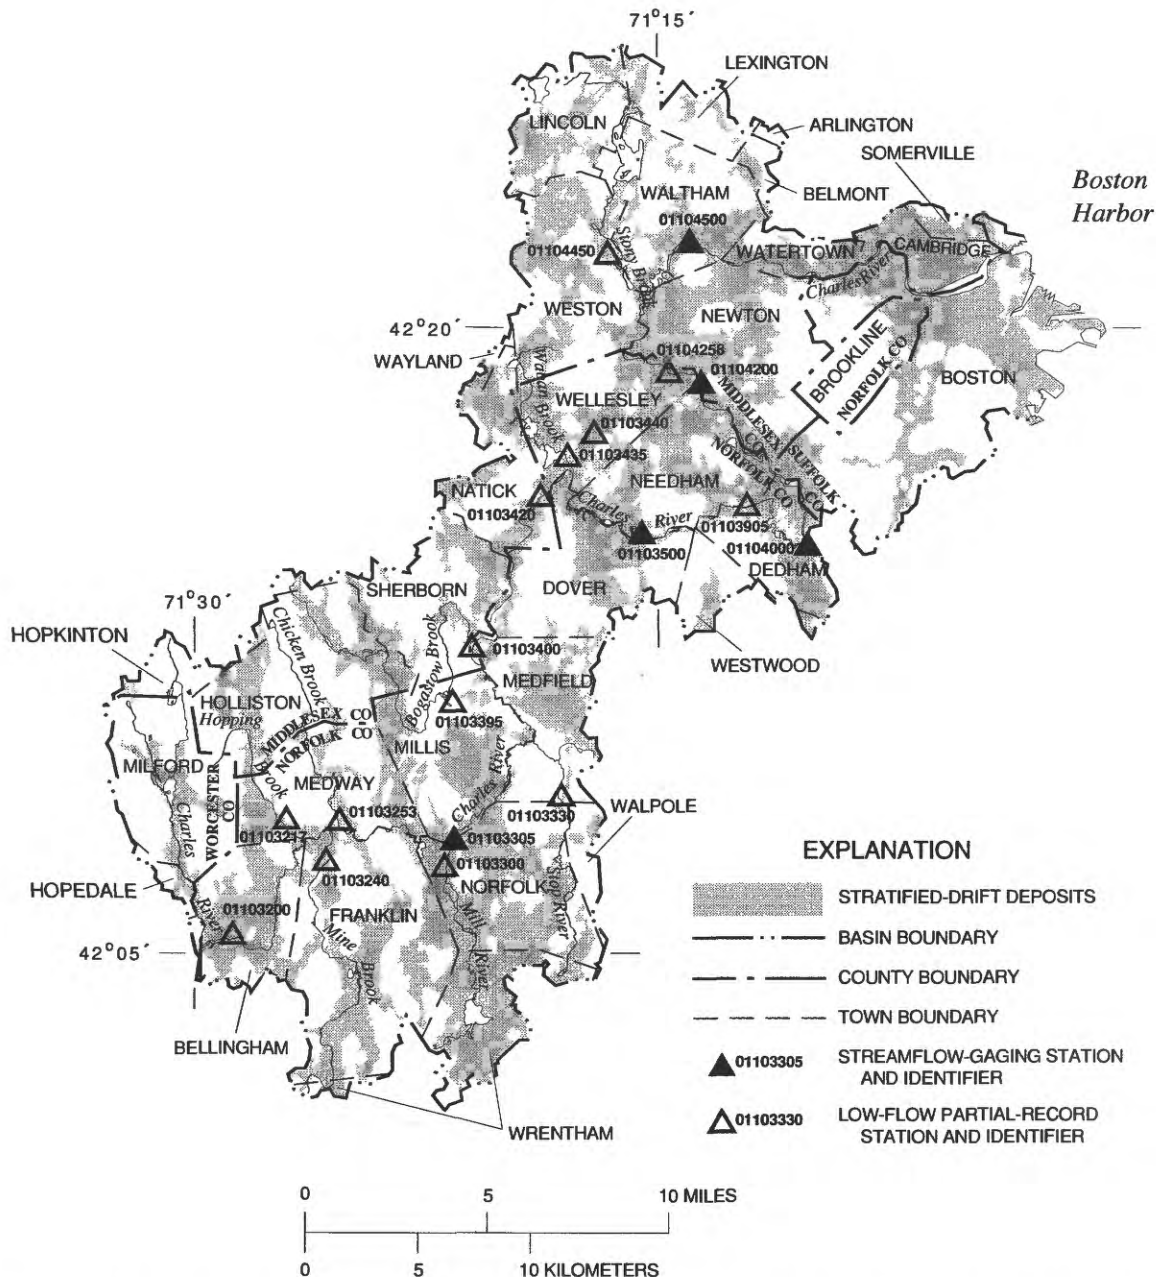 71°15´
LEXINGTON
LINCOLN
ARLINGTON
SOMERVILLE
Boston
Harbor
WALTHAM
BELMONT
01104500
01104450
Stony Brook
WATERTOWN
CAMBRIDGE
Charles River
WESTON
NEWTON
42°20´
WAYLAND
01104258
01104200
BROOKLINE
NORFOLK CO
BOSTON
Waban Brook
WELLESLEY
MIDDLESEX CO
NORFOLK CO
SUFFOLK CO
01103440
01103435
NATICK
NEEDHAM
01103420
Charles River
01103905
01103500
01104000
DEDHAM
SHERBORN
DOVER
71°30´
HOPKINTON
Chicken Brook
Bogastow Brook
01103400
WESTWOOD
MEDFIELD
HOLLISTON
Hopping Brook
MIDDLESEX CO
NORFOLK CO
01103395
MILLIS
MILFORD
WORCESTER CO
MEDWAY
Charles River
01103330
WALPOLE
Charles River
01103217
01103253
01103305
01103240
01103300
HOPEDALE
NORFOLK
01103200
FRANKLIN
Mill River
Stop River
Mine Brook
42°05´
BELLINGHAM
WRENTHAM
EXPLANATION
STRATIFIED-DRIFT DEPOSITS
BASIN BOUNDARY
COUNTY BOUNDARY
TOWN BOUNDARY
01103305 STREAMFLOW-GAGING STATION
AND IDENTIFIER
01103330 LOW-FLOW PARTIAL-RECORD
STATION AND IDENTIFIER
0 5 10 MILES
0 5 10 KILOMETERS